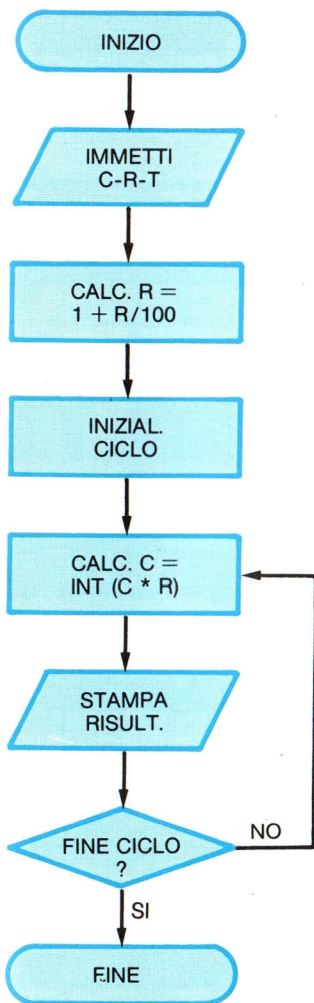 INIZIO
IMMETTI
C-R-T
CALC. R =
1 + R/100
INIZIAL.
CICLO
CALC. C =
INT (C * R)
STAMPA
RISULT.
FINE CICLO
?
NO
SI
FINE